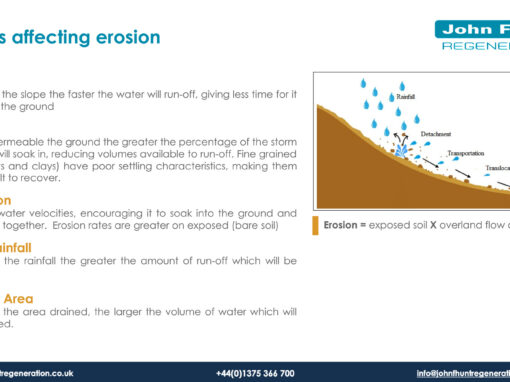 s affecting erosion
John F
REGENER
the slope the faster the water will run-off, giving less time for it
the ground
ermeable the ground the greater the percentage of the storm
will soak in, reducing volumes available to run-off. Fine grained
s and clays) have poor settling characteristics, making them
lt to recover.
on
water velocities, encouraging it to soak into the ground and
together. Erosion rates are greater on exposed (bare soil)
ainfall
the rainfall the greater the amount of run-off which will be
Area
the area drained, the larger the volume of water which will
ed.
Rainfall
Detachment
Transportation
Transloca
Erosion = exposed soil X overland flow
tregeneration.co.uk
+44(0)1375 366 700
info@johnfhuntregenerati